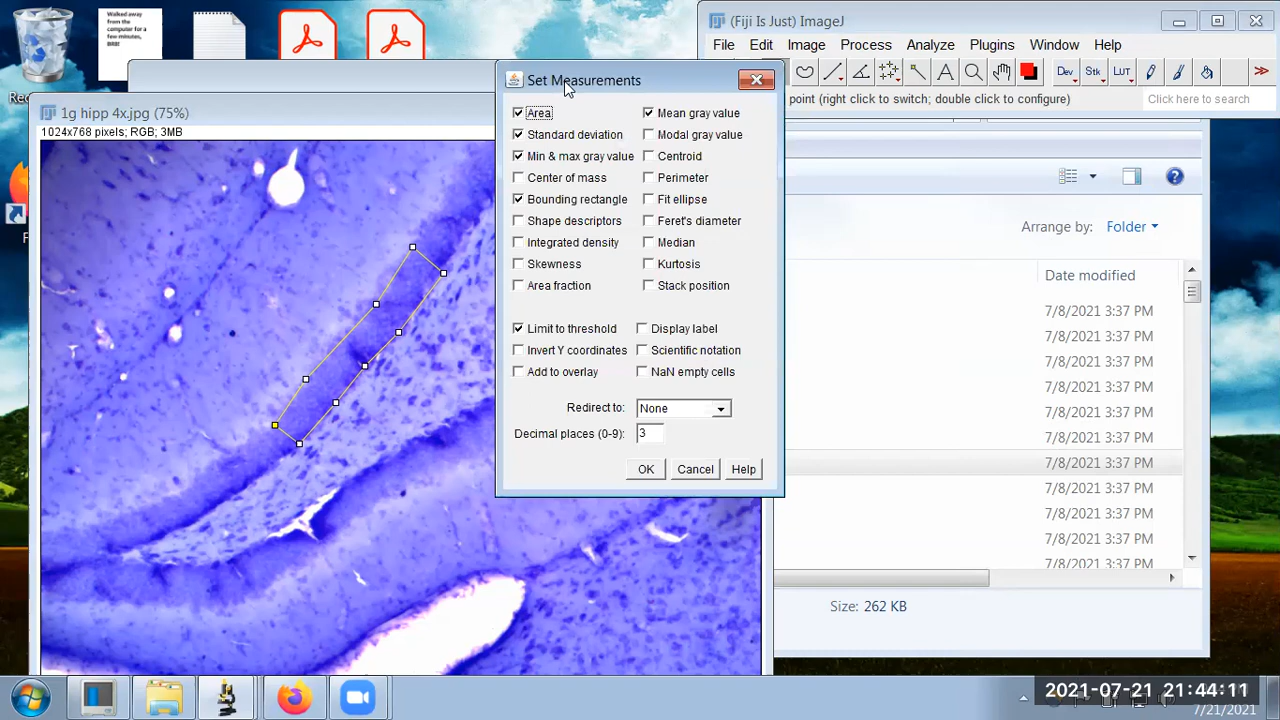 Walked away
from the
computer for a
few minutes,
BRB!
(Fiji Is Just)
File Edit Process Analyze Plugins Window Help
Dev Stk LUT
point (right click to switch; double click to
Click here to search
1g hipp 4x.jpg (75%)
1024x768 pixels; RGB; 3MB
Set Measurements
Area Mean gray value
Standard deviation Modal gray value
Min & max gray value Centroid
Center of mass Perimeter
Bounding rectangle Fit ellipse
Shape descriptors Feret's diameter
Integrated density Median
Skewness Kurtosis
Area fraction Stack position
Limit to threshold Display label
Invert Y coordinates Scientific notation
Add to overlay NaN empty cells
Redirect to: None
Decimal places (0-9): 3
OK Cancel Help
Arrange by: Folder
Date modified
7/8/2021 3:37 PM
7/8/2021 3:37 PM
7/8/2021 3:37 PM
7/8/2021 3:37 PM
7/8/2021 3:37 PM
7/8/2021 3:37 PM
7/8/2021 3:37 PM
7/8/2021 3:37 PM
7/8/2021 3:37 PM
7/8/2021 3:37 PM
7/8/2021 3:37 PM
Size: 262 KB
2021-07-21 21:44:11
7/21/2021